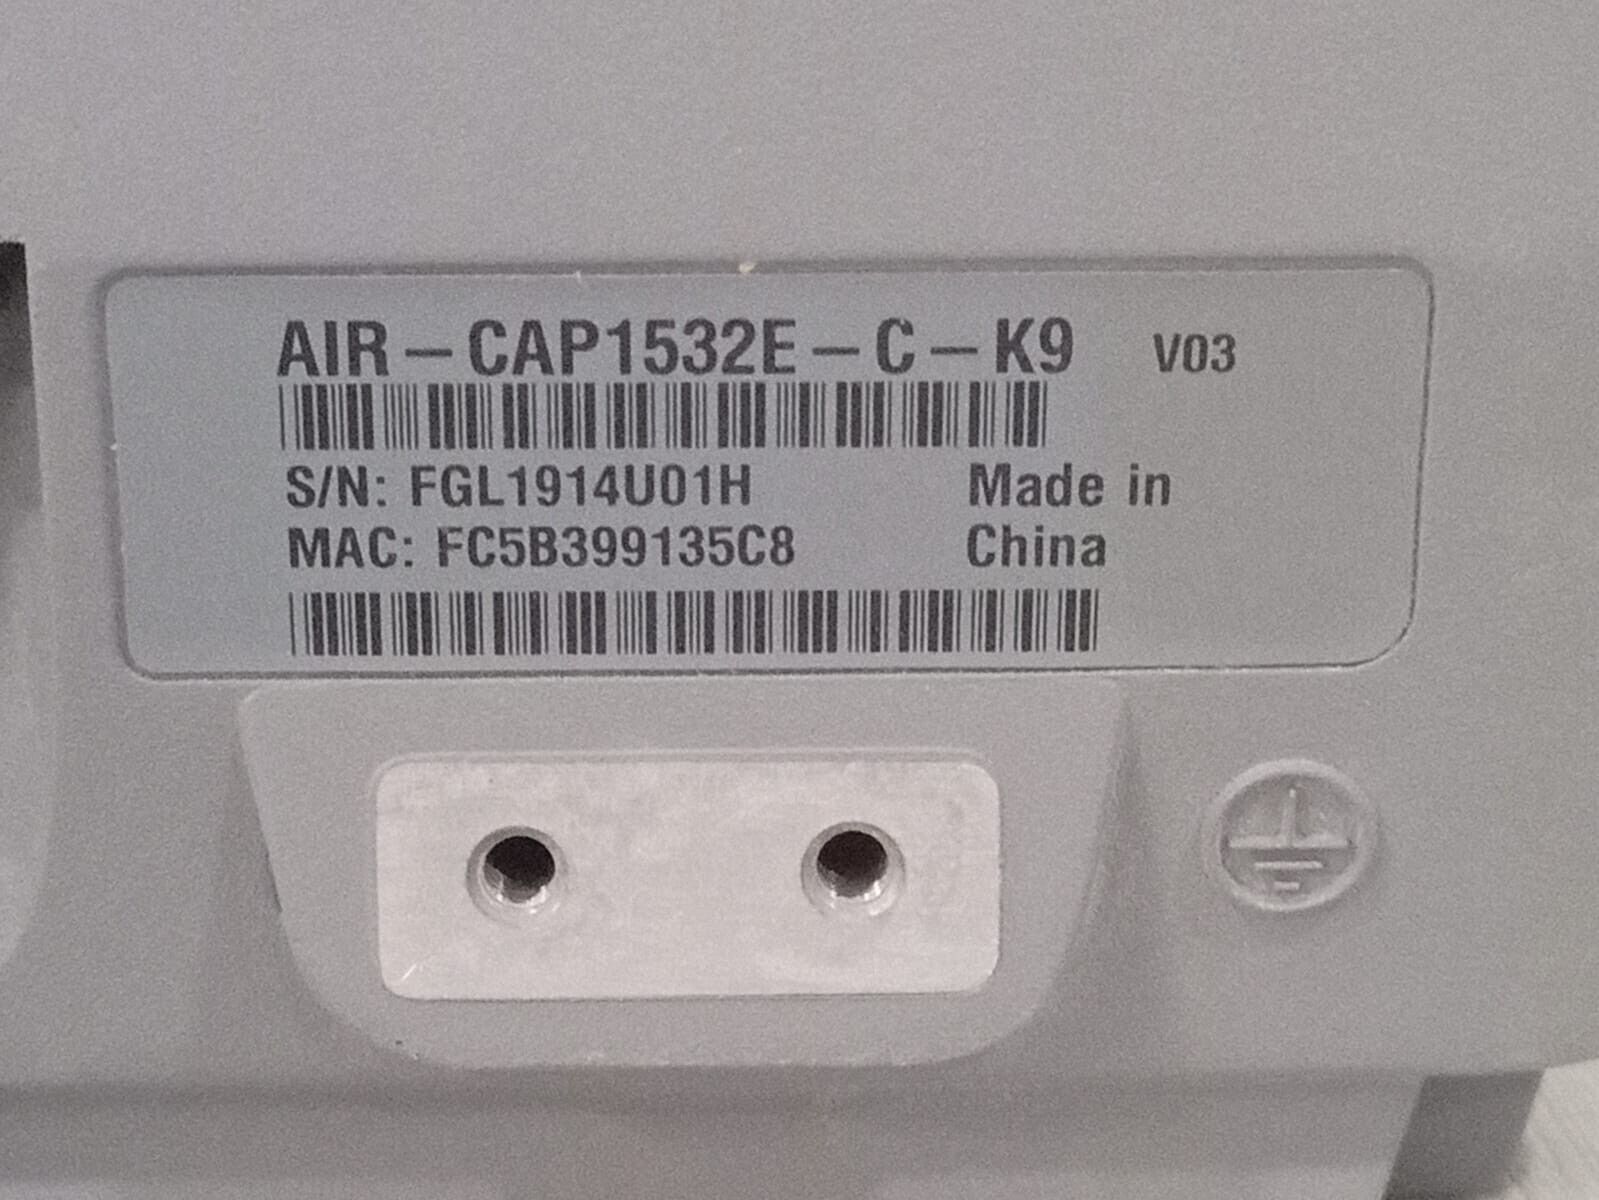 AIR-CAP1532E-C-K9 V03
S/N: FGL1914U01H Made in
MAC: FC5B399135C8 China